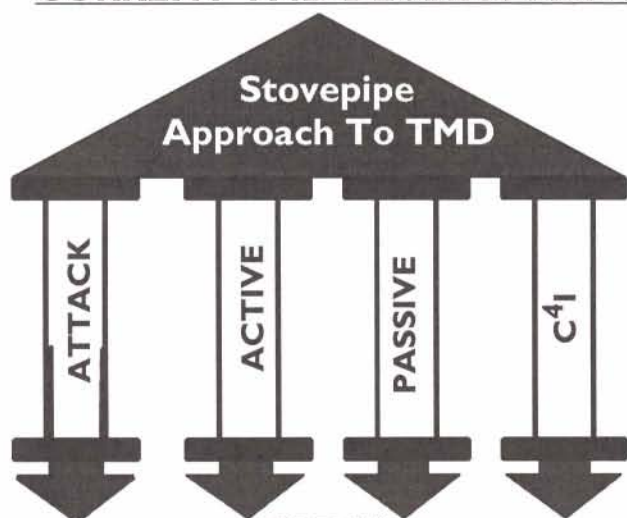 Stovepipe
Approach To TMD
ATTACK
ACTIVE
PASSIVE
C⁴I